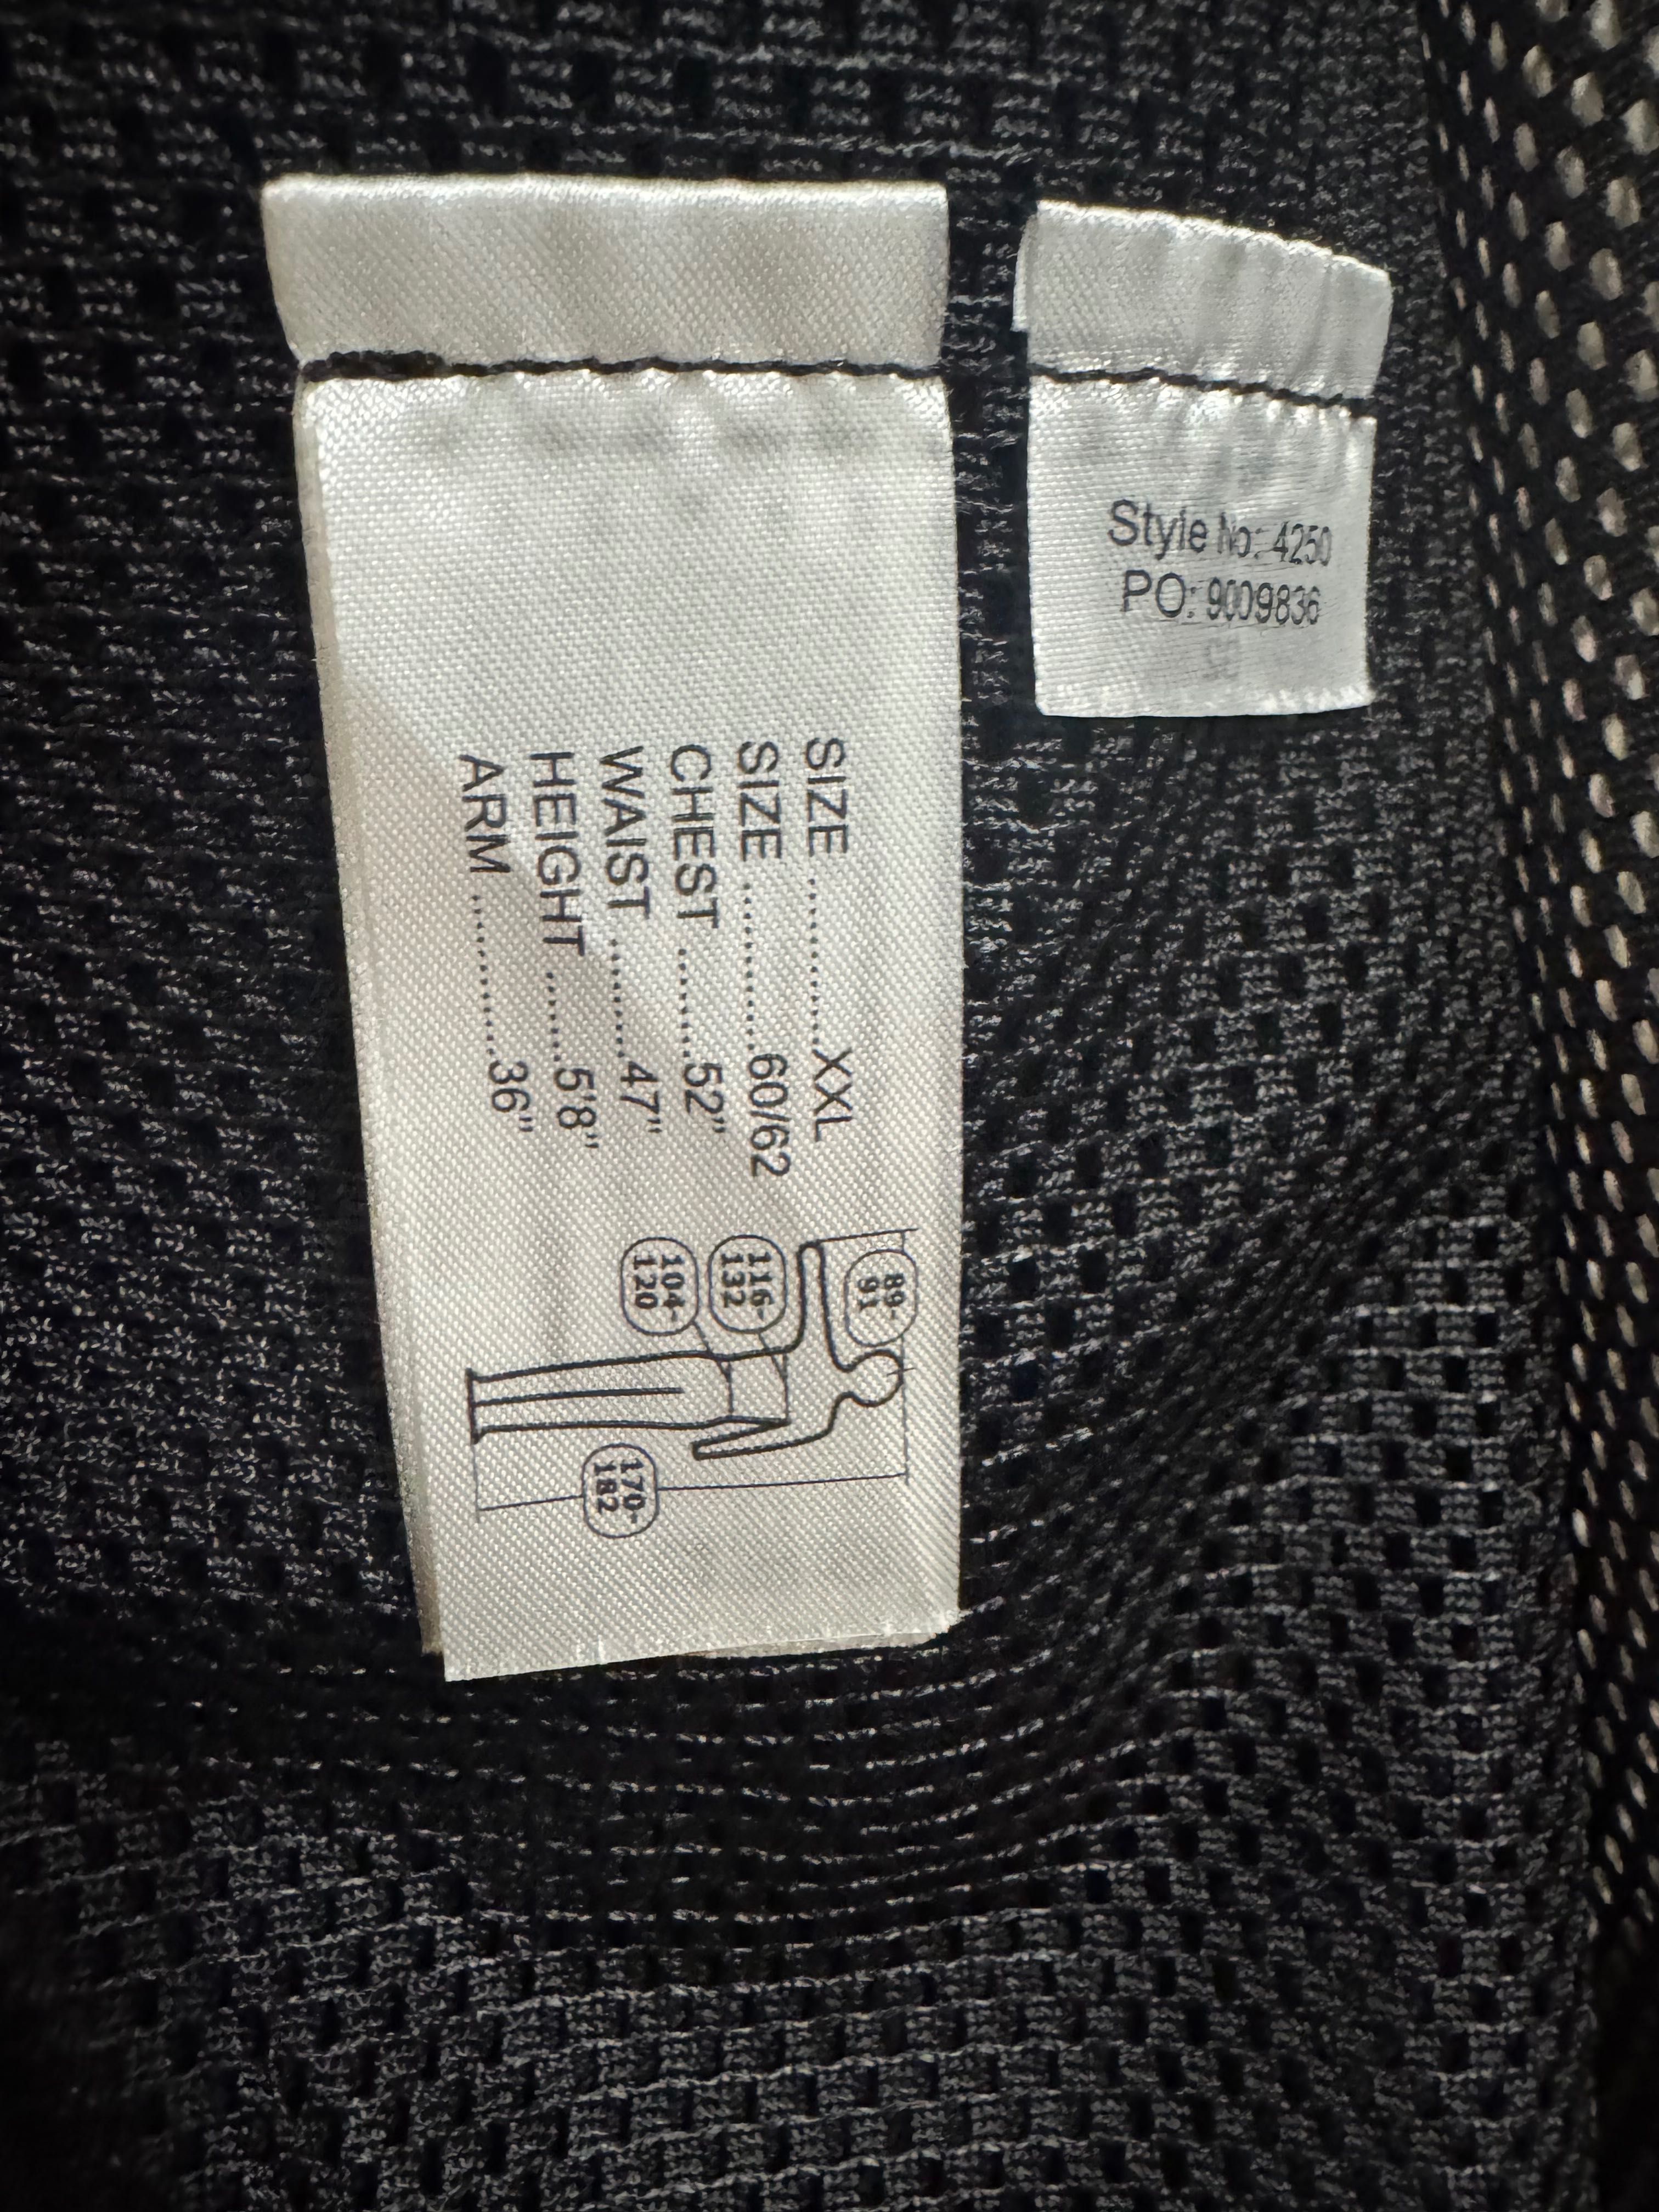 SIZE ..............XXL
SIZE .............60/62
CHEST .........52"
WAIST ..........47"
HEIGHT ........5'8"
ARM ..............36"
89-
91
116-
132
104-
120
170-
182
Style No: 4250
PO: 9009836